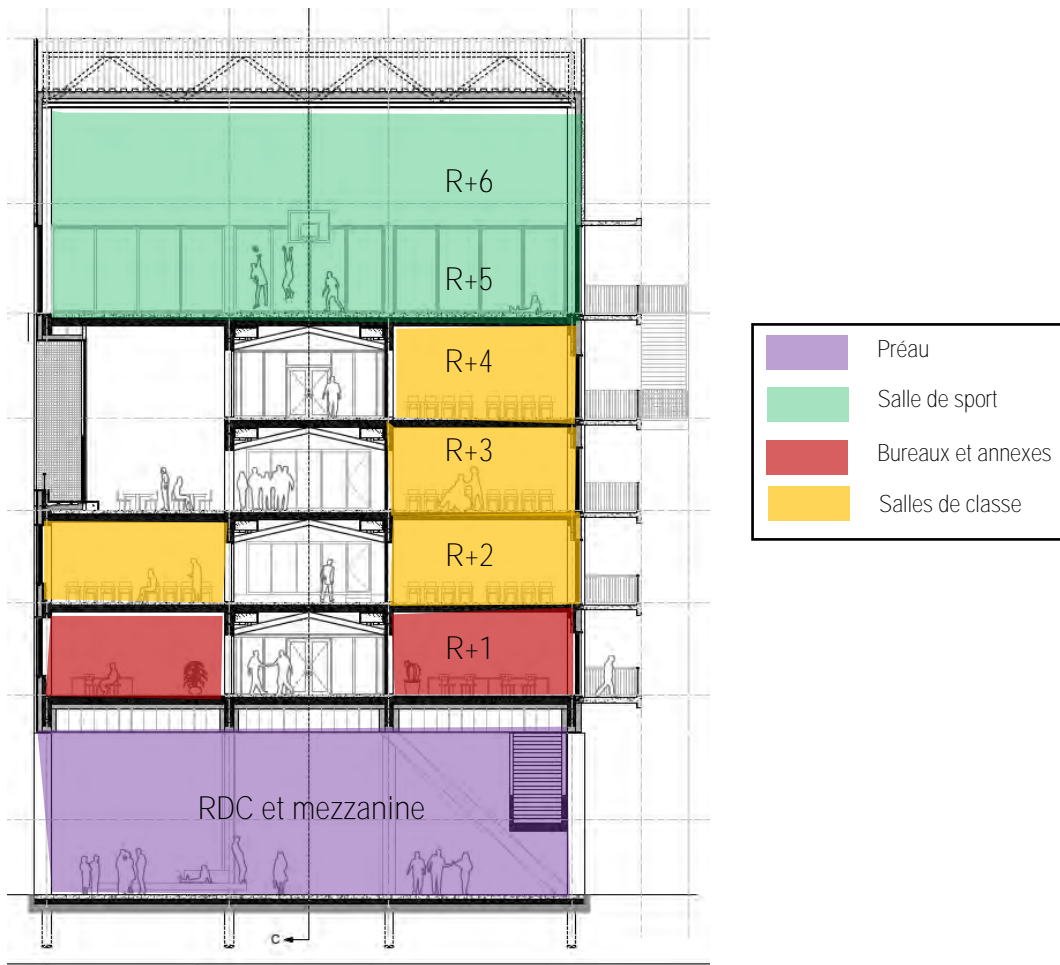 R+6
R+5
R+4
R+3
R+2
R+1
RDC et mezzanine
C
Préau
Salle de sport
Bureaux et annexes
Salles de classe